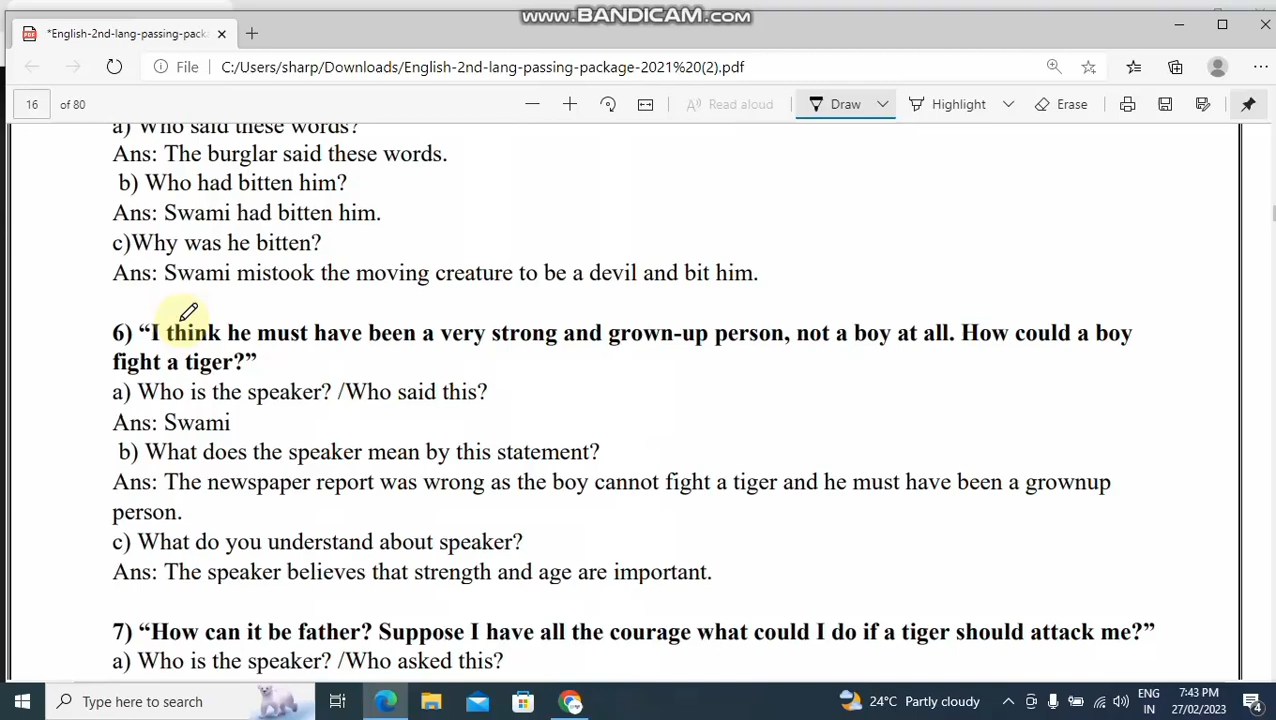 www.BANDICAM.com
*English-2nd-lang-passing-pack
File C:/Users/sharp/Downloads/English-2nd-lang-passing-package-2021%20(2).pdf
16 of 80 Read aloud Draw Highlight Erase
a) Who said these words?
Ans: The burglar said these words.
b) Who had bitten him?
Ans: Swami had bitten him.
c)Why was he bitten?
Ans: Swami mistook the moving creature to be a devil and bit him.
6) “I think he must have been a very strong and grown-up person, not a boy at all. How could a boy
fight a tiger?”
a) Who is the speaker? /Who said this?
Ans: Swami
b) What does the speaker mean by this statement?
Ans: The newspaper report was wrong as the boy cannot fight a tiger and he must have been a grownup
person.
c) What do you understand about speaker?
Ans: The speaker believes that strength and age are important.
7) “How can it be father? Suppose I have all the courage what could I do if a tiger should attack me?”
a) Who is the speaker? /Who asked this?
Type here to search 24°C Partly cloudy ENG 7:43 PM
IN 27/02/2023 4